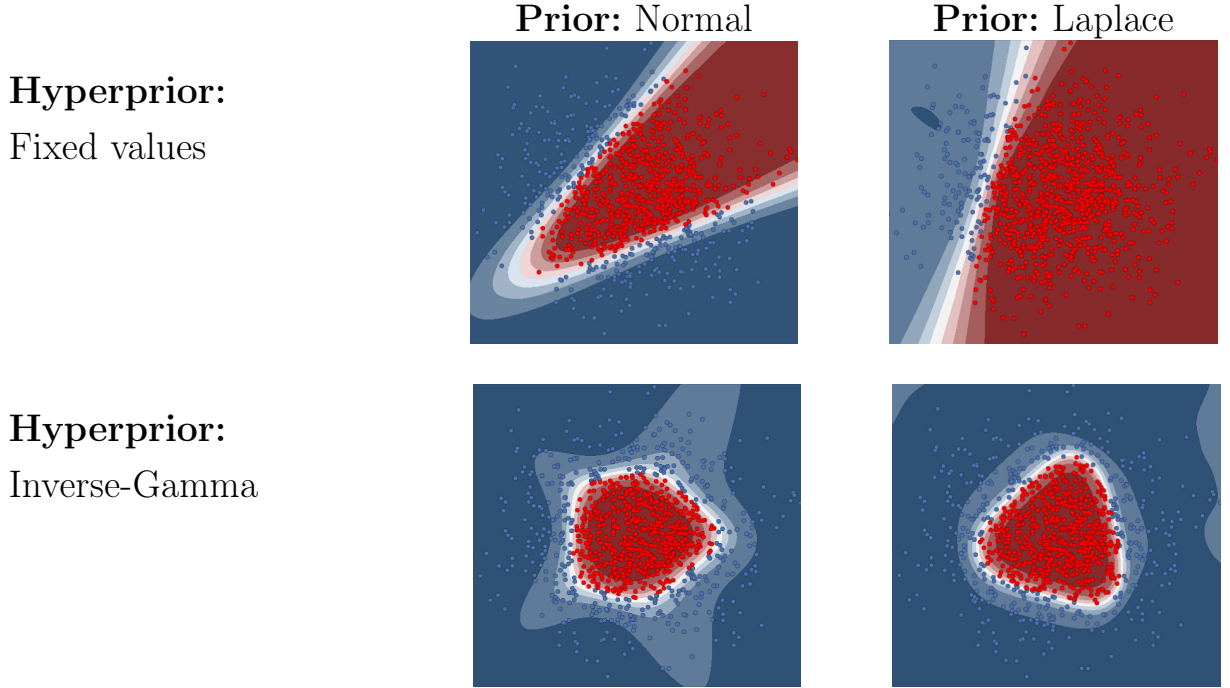 Prior: Normal
Prior: Laplace
Hyperprior:
Fixed values
Hyperprior:
Inverse-Gamma